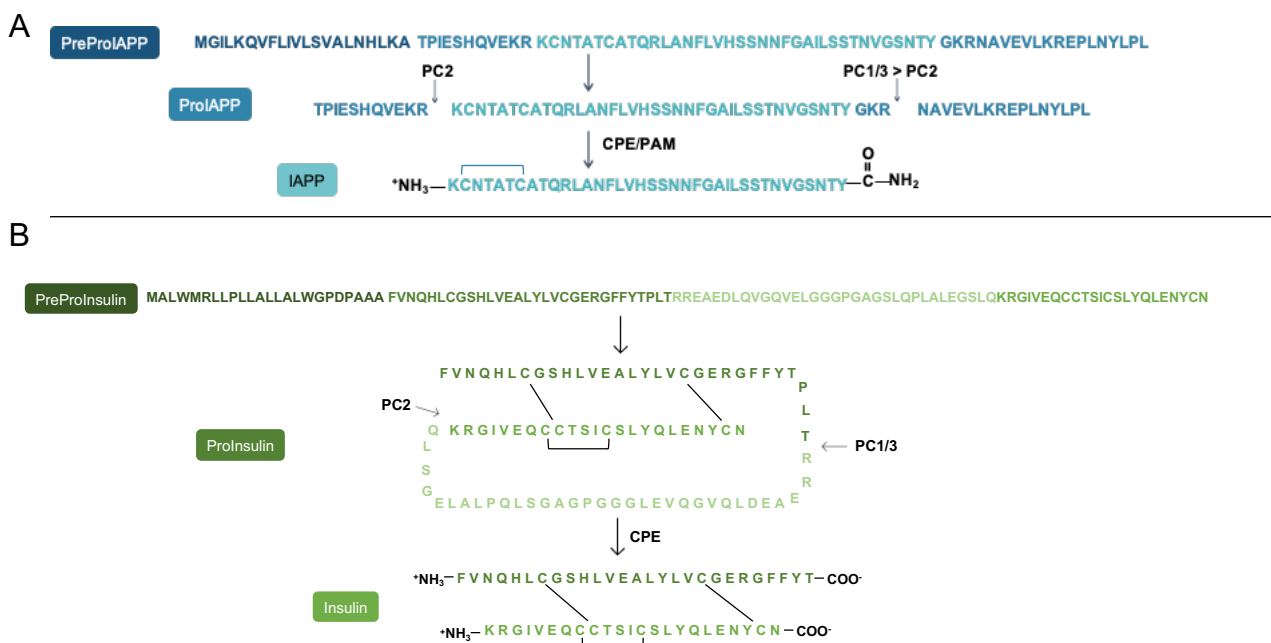 A
PreProIAPP MGILKQVFLIVLSVALNHLKA TPIESHQVEKR KCNTATCATQRLANFLVHSSNNFGAILSSTNVGSNTY GKRNAVEVLKREPLNYLPL
PC2 PC1/3 > PC2
ProIAPP TPIESHQVEKR KCNTATCATQRLANFLVHSSNNFGAILSSTNVGSNTY GKR NAVEVLKREPLNYLPL
CPE/PAM
IAPP +NH3 KCNTATCATQRLANFLVHSSNNFGAILSSTNVGSNTY C O NH2
B
PreProInsulin MALWMRLLPLLALLALWGPDPAAA FVNQHLCGSHLVEALYLVCGERGFFYTPLTRREAEDLQVGQVELGGGPGAGSLQPLALEGSLQKRGIVEQCCTSICSLYQLENYCN
F V N Q H L C G S H L V E A L Y L V C G E R G F F Y T
P
L
T
R
R
E
PC2
Q K R G I V E Q C C T S I C S L Y Q L E N Y C N
L
S
G
ProInsulin
PC1/3
E L A L P Q L S G A G P G G G L E V Q G V Q L D E A
CPE
+NH3 F V N Q H L C G S H L V E A L Y L V C G E R G F F Y T COO-
Insulin
+NH3 K R G I V E Q C C T S I C S L Y Q L E N Y C N COO-